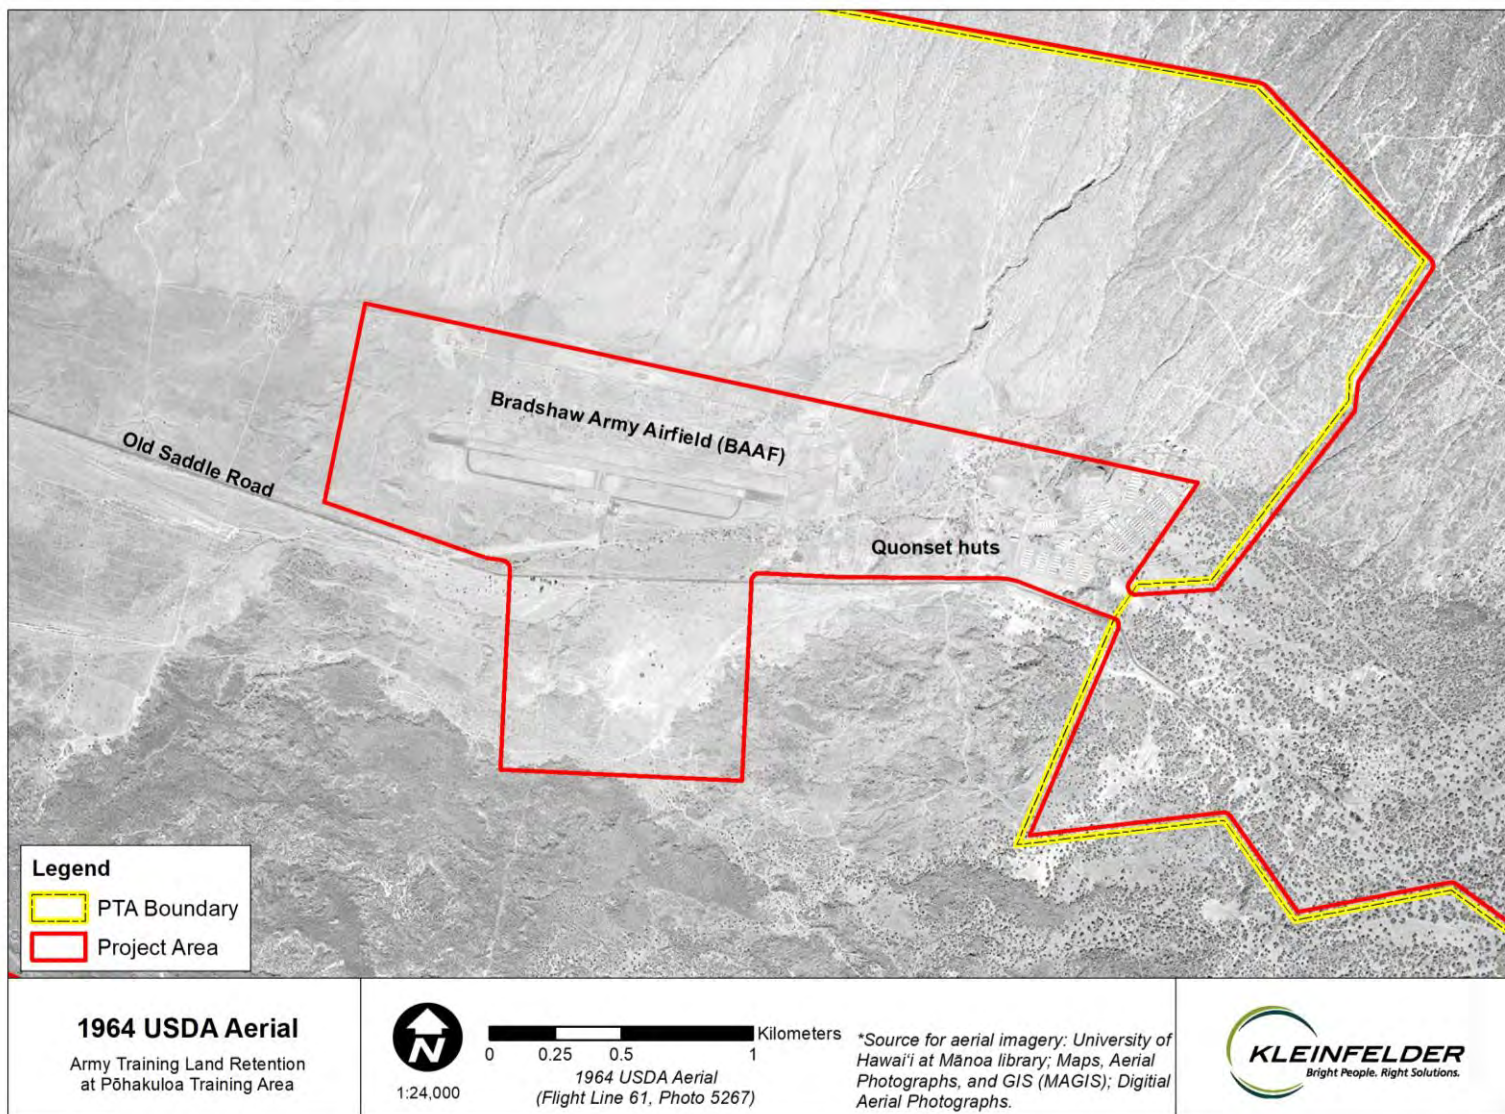 Bradshaw Army Airfield (BAAF)
Old Saddle Road
Quonset huts
Legend
PTA Boundary
Project Area
1964 USDA Aerial
Army Training Land Retention
at Pōhakuloa Training Area
N
1:24,000
Kilometers
0 0.25 0.5 1
1964 USDA Aerial
(Flight Line 61, Photo 5267)
*Source for aerial imagery: University of
Hawaiʻi at Mānoa library; Maps, Aerial
Photographs, and GIS (MAGIS); Digitial
Aerial Photographs.
KLEINFELDER
Bright People. Right Solutions.